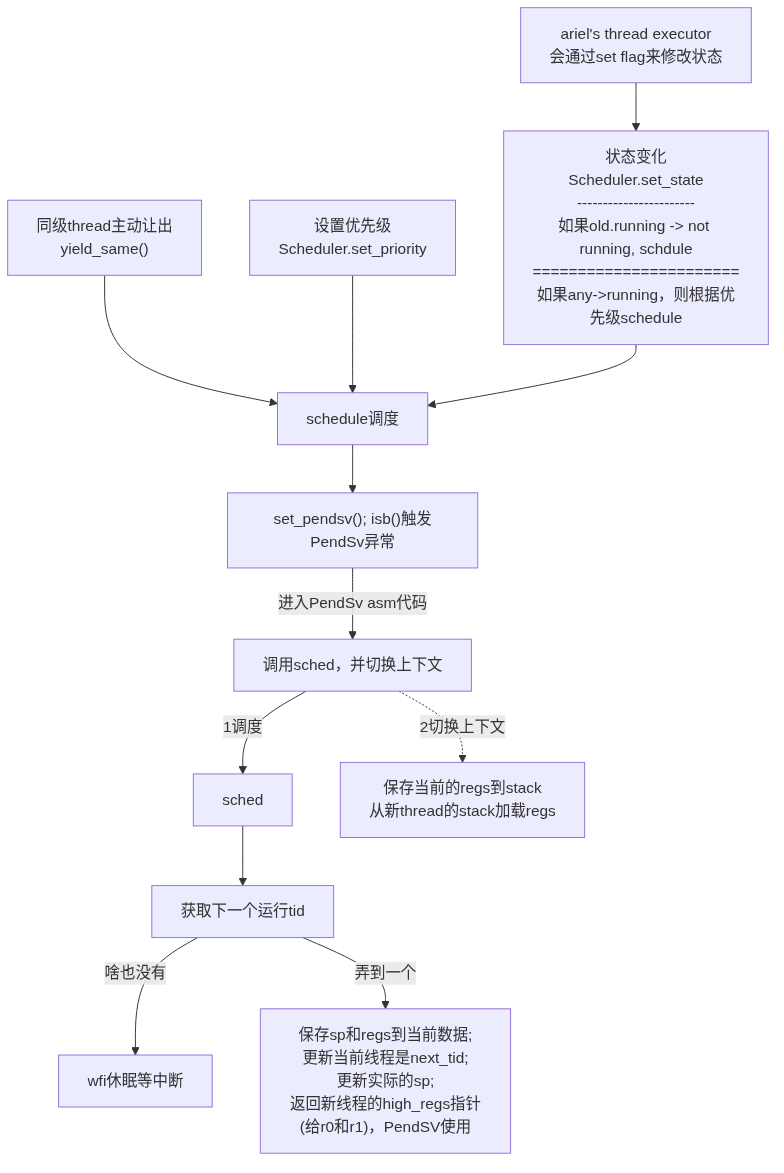 ariel's thread executor
会通过set flag来修改状态
状态变化
Scheduler.set_state
-----------------------
如果old.running -> not
running, schdule
=======================
如果any->running，则根据优
先级schedule
同级thread主动让出
yield_same()
设置优先级
Scheduler.set_priority
schedule调度
set_pendsv(); isb()触发
PendSv异常
进入PendSv asm代码
调用sched，并切换上下文
1调度
2切换上下文
sched
保存当前的regs到stack
从新thread的stack加载regs
获取下一个运行tid
啥也没有
弄到一个
wfi休眠等中断
保存sp和regs到当前数据;
更新当前线程是next_tid;
更新实际的sp;
返回新线程的high_regs指针
(给r0和r1)，PendSV使用